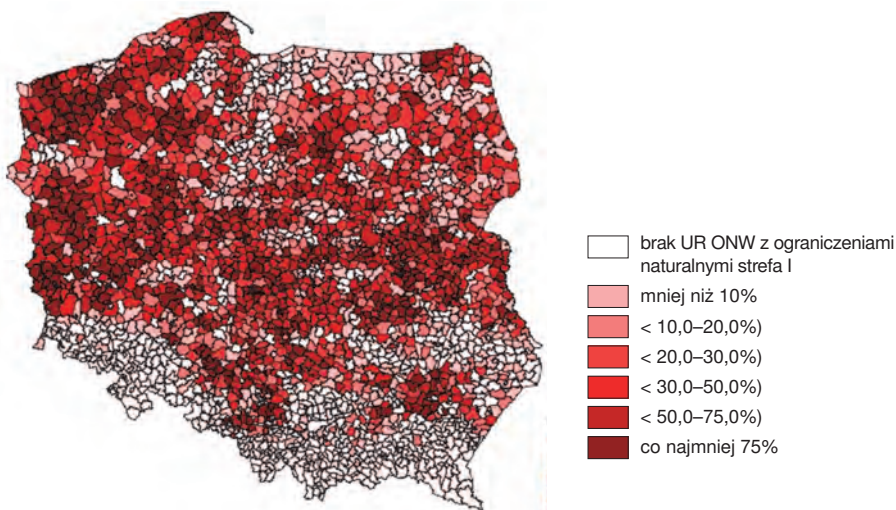 brak UR ONW z ograniczeniami
naturalnymi strefa I
mniej niż 10%
< 10,0–20,0%)
< 20,0–30,0%)
< 30,0–50,0%)
< 50,0–75,0%)
co najmniej 75%